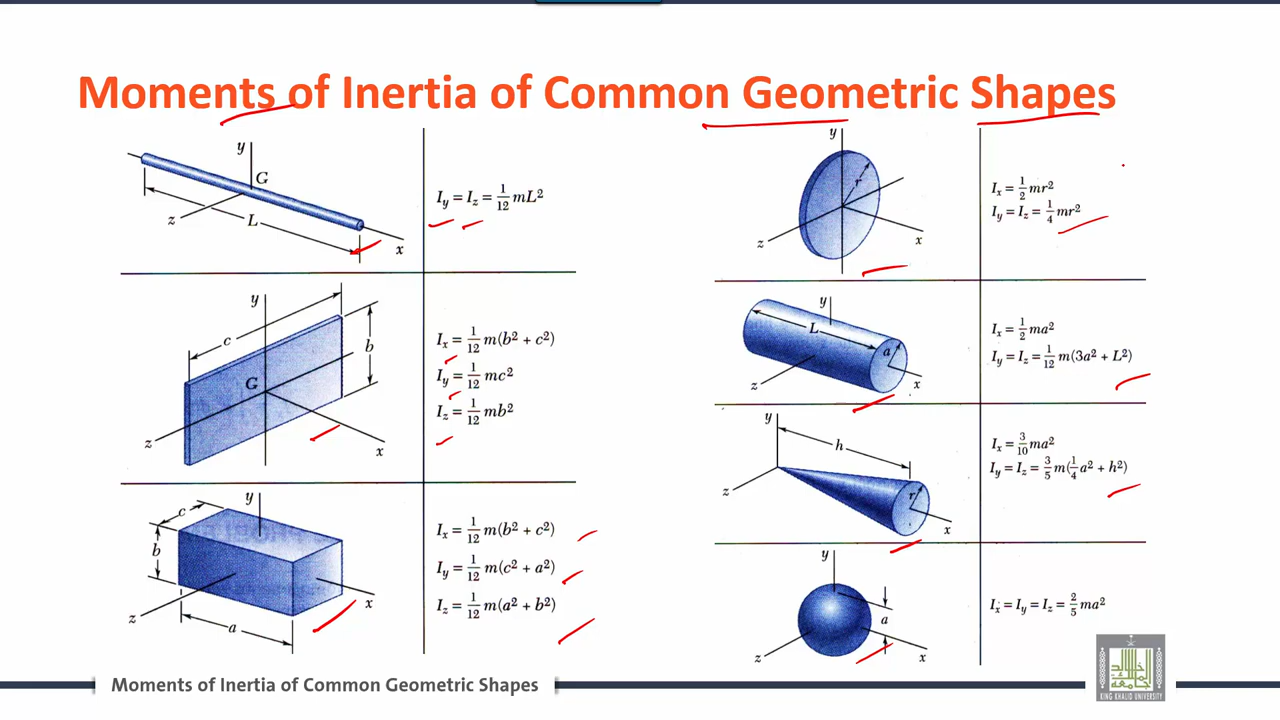 Moments of Inertia of Common Geometric Shapes
y
G
z
L
x
I_y = I_z = 1/12 mL²
y
c
b
G
z
x
I_x = 1/12 m(b² + c²)
I_y = 1/12 mc²
I_z = 1/12 mb²
y
c
b
z
a
x
I_x = 1/12 m(b² + c²)
I_y = 1/12 m(c² + a²)
I_z = 1/12 m(a² + b²)
y
r
z
x
I_x = 1/2 mr²
I_y = I_z = 1/4 mr²
y
L
a
z
x
I_x = 1/2 ma²
I_y = I_z = 1/12 m(3a² + L²)
y
h
z
r
x
I_x = 3/10 ma²
I_y = I_z = 3/5 m(1/4 a² + h²)
y
a
z
x
I_x = I_y = I_z = 2/5 ma²
Moments of Inertia of Common Geometric Shapes
KING KHALID UNIVERSITY